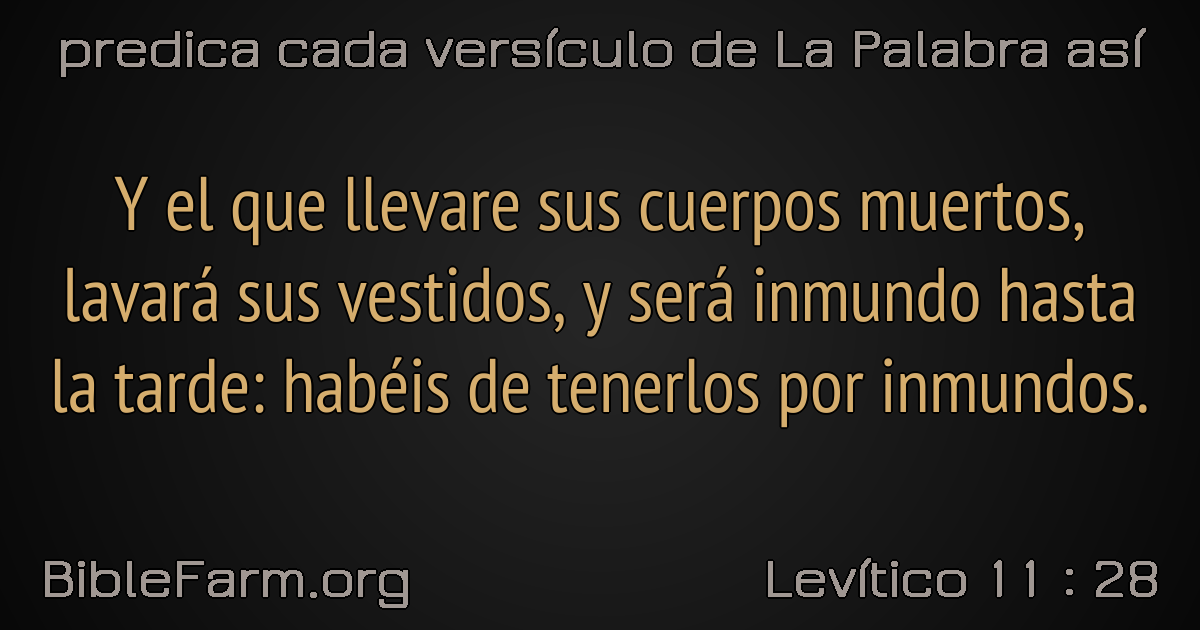 predica cada versículo de La Palabra así
Y el que llevare sus cuerpos muertos,
lavará sus vestidos, y será inmundo hasta
la tarde: habéis de tenerlos por inmundos.
BibleFarm.org
Levítico 11 : 28